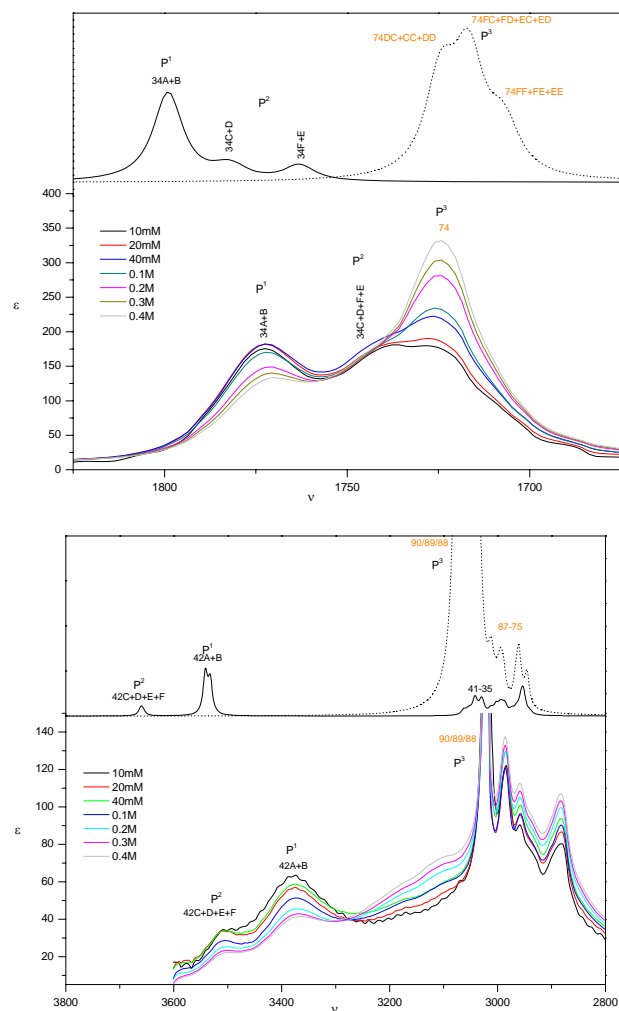 74FC+FD+EC+ED
74DC+CC+DD
P3
P1
34A+B
74FF+FE+EE
P2
34C+D
34F+E
400
350
300
250
200
150
100
50
0
ε
10mM
20mM
40mM
0.1M
0.2M
0.3M
0.4M
P3
74
P2
P1
34A+B
34C+D+F+E
1800
1750
1700
ν
90/89/88
P3
P1
42A+B
87-75
P2
42C+D+E+F
41-35
140
120
100
80
60
40
20
ε
10mM
20mM
40mM
0.1M
0.2M
0.3M
0.4M
90/89/88
P3
P1
42A+B
P2
42C+D+E+F
3800
3600
3400
3200
3000
2800
ν